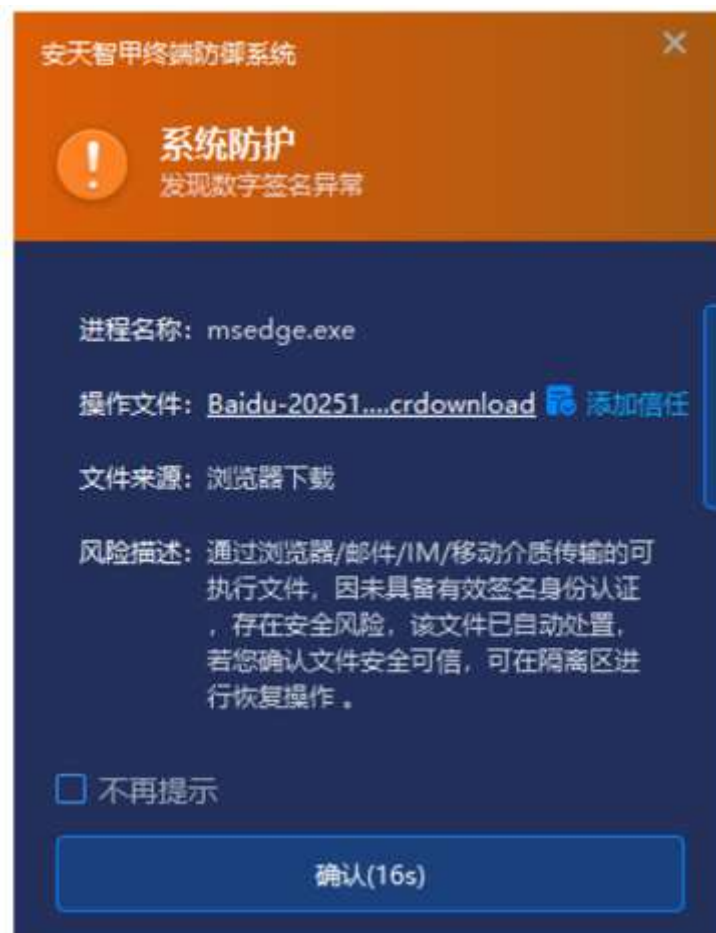 安天智甲终端防御系统
系统防护
发现数字签名异常
进程名称：msedge.exe
操作文件：Baidu-20251....crdownload 添加信任
文件来源：浏览器下载
风险描述：通过浏览器/邮件/IM/移动介质传输的可
执行文件，因未具备有效签名身份认证
，存在安全风险，该文件已自动处置，
若您确认文件安全可信，可在隔离区进
行恢复操作 。
不再提示
确认(16s)